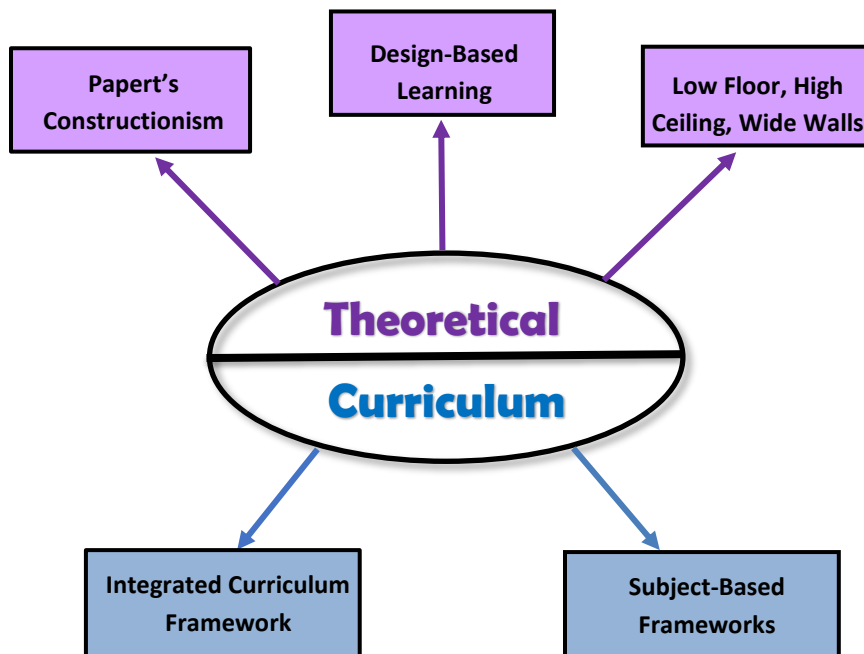 Papert’s
Constructionism
Design-Based
Learning
Low Floor, High
Ceiling, Wide Walls
Theoretical
Curriculum
Integrated Curriculum
Framework
Subject-Based
Frameworks